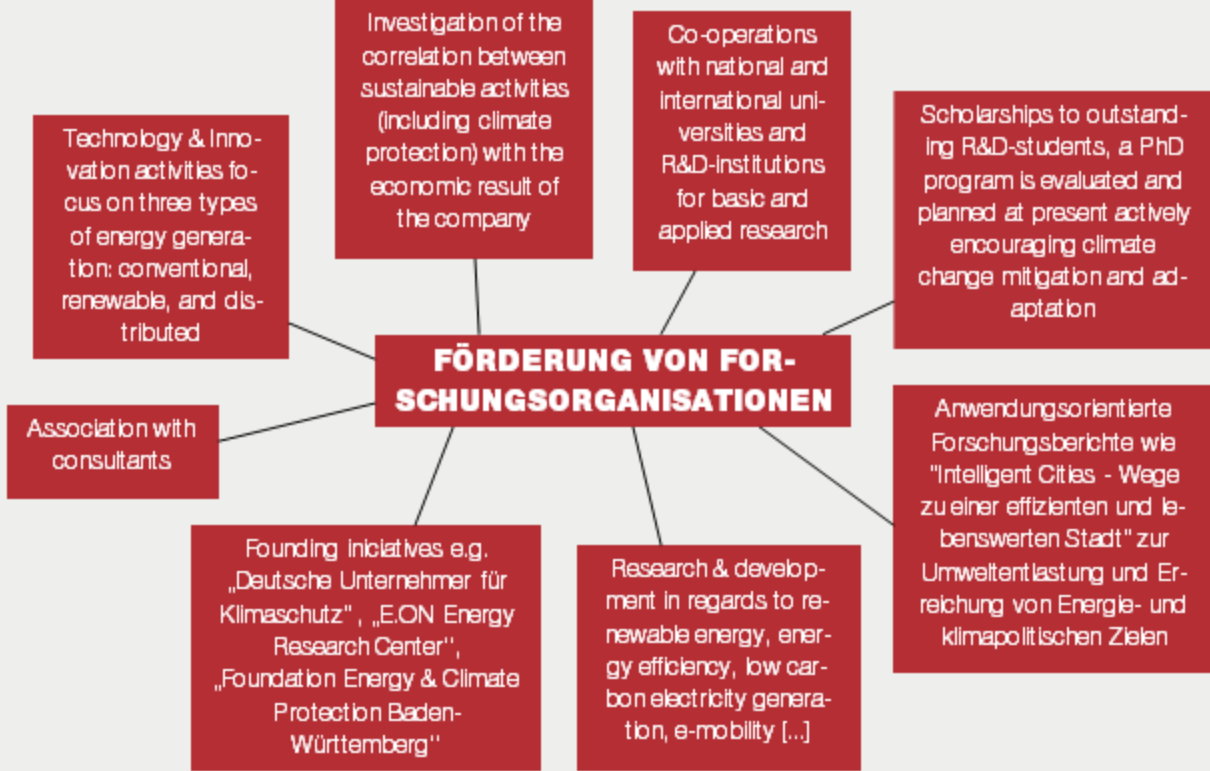 Investigation of the
correlation between
sustainable activities
(including climate
protection) with the
economic result of
the company
Co-operations
with national and
international uni-
versities and
R&D-institutions
for basic and
applied research
Technology & Inno-
vation activities fo-
cus on three types
of energy genera-
tion: conventional,
renewable, and dis-
tributed
Scholarships to outstand-
ing R&D-students, a PhD
program is evaluated and
planned at present actively
encouraging climate
change mitigation and ad-
aptation
FÖRDERUNG VON FOR-
SCHUNGSORGANISATIONEN
Association with
consultants
Anwendungsorientierte
Forschungsberichte wie
"Intelligent Cities - Wege
zu einer effizienten und le-
benswerten Stadt" zur
Umweltentlastung und Er-
reichung von Energie- und
klimapolitischen Zielen
Founding iniciatives e.g.
„Deutsche Unternehmer für
Klimaschutz", „E.ON Energy
Research Center",
„Foundation Energy & Climate
Protection Baden-
Württemberg"
Research & develop-
ment in regards to re-
newable energy, ener-
gy efficiency, low car-
bon electricity genera-
tion, e-mobility [...]